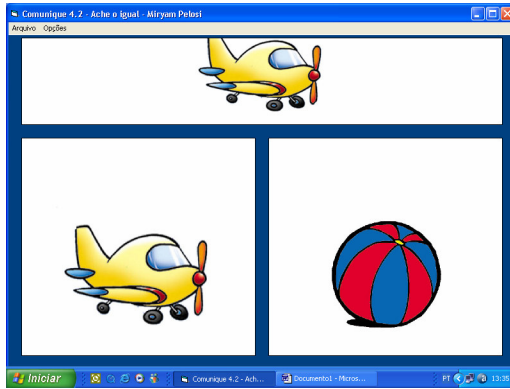 Comunique 4.2 - Ache o igual - Miryam Pelosi
Arquivo Opções
Iniciar
Comunique 4.2 - Ach...
Documento1 - Micros...
PT
13:35